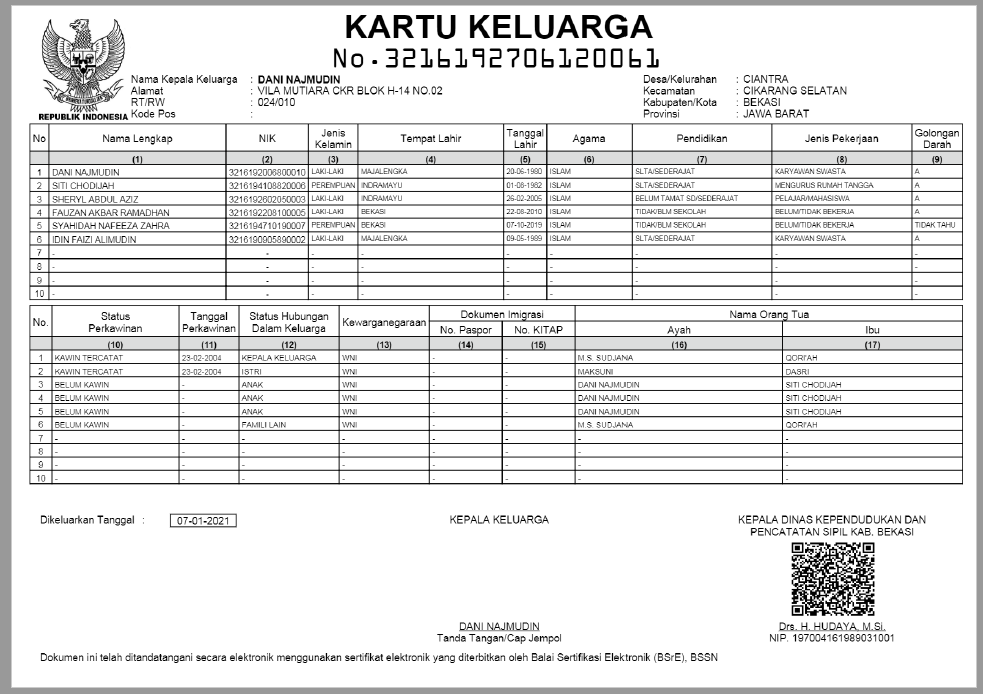 KARTU KELUARGA
No.3216192706120061
REPUBLIK INDONESIA
Nama Kepala Keluarga : DANI NAJMUDIN
Alamat : VILA MUTIARA CKR BLOK H-14 NO.02
RT/RW : 024/010
Kode Pos :
Desa/Kelurahan : CIANTRA
Kecamatan : CIKARANG SELATAN
Kabupaten/Kota : BEKASI
Provinsi : JAWA BARAT
No Nama Lengkap NIK Jenis Kelamin Tempat Lahir Tanggal Lahir Agama Pendidikan Jenis Pekerjaan Golongan Darah
(1) (2) (3) (4) (5) (6) (7) (8) (9)
1 DANI NAJMUDIN 3216192006800010 LAKI-LAKI MAJALENGKA 20-06-1980 ISLAM SLTA/SEDERAJAT KARYAWAN SWASTA A
2 SITI CHODIJAH 3216194108820006 PEREMPUAN INDRAMAYU 01-08-1982 ISLAM SLTA/SEDERAJAT MENGURUS RUMAH TANGGA A
3 SHERYL ABDUL AZIZ 3216192602050003 LAKI-LAKI INDRAMAYU 26-02-2005 ISLAM BELUM TAMAT SD/SEDERAJAT PELAJAR/MAHASISWA A
4 FAUZAN AKBAR RAMADHAN 3216192208100005 LAKI-LAKI BEKASI 22-08-2010 ISLAM TIDAK/BLM SEKOLAH BELUM/TIDAK BEKERJA A
5 SYAHIDAH NAFEEZA ZAHRA 3216194710190007 PEREMPUAN BEKASI 07-10-2019 ISLAM TIDAK/BLM SEKOLAH BELUM/TIDAK BEKERJA TIDAK TAHU
6 IDIN FAIZI ALIMUDIN 3216190905890002 LAKI-LAKI MAJALENGKA 09-05-1989 ISLAM SLTA/SEDERAJAT KARYAWAN SWASTA A
7 - - - - - - - - -
8 - - - - - - - - -
9 - - - - - - - - -
10 - - - - - - - - -
No. Status Perkawinan Tanggal Perkawinan Status Hubungan Dalam Keluarga Kewarganegaraan Dokumen Imigrasi Nama Orang Tua
No. Paspor No. KITAP Ayah Ibu
(10) (11) (12) (13) (14) (15) (16) (17)
1 KAWIN TERCATAT 23-02-2004 KEPALA KELUARGA WNI - - M.S. SUDJANA QORI'AH
2 KAWIN TERCATAT 23-02-2004 ISTRI WNI - - MAKSUNI DASRI
3 BELUM KAWIN - ANAK WNI - - DANI NAJMUIDIN SITI CHODIJAH
4 BELUM KAWIN - ANAK WNI - - DANI NAJMUIDIN SITI CHODIJAH
5 BELUM KAWIN - ANAK WNI - - DANI NAJMUIDIN SITI CHODIJAH
6 BELUM KAWIN - FAMILI LAIN WNI - - M.S. SUDJANA QORI'AH
7 - - - - - - - -
8 - - - - - - - -
9 - - - - - - - -
10 - - - - - - - -
Dikeluarkan Tanggal : 07-01-2021
KEPALA KELUARGA
DANI NAJMUDIN
Tanda Tangan/Cap Jempol
KEPALA DINAS KEPENDUDUKAN DAN
PENCATATAN SIPIL KAB. BEKASI
Drs. H. HUDAYA, M.Si.
NIP. 197004161989031001
Dokumen ini telah ditandatangani secara elektronik menggunakan sertifikat elektronik yang diterbitkan oleh Balai Sertifikasi Elektronik (BSrE), BSSN